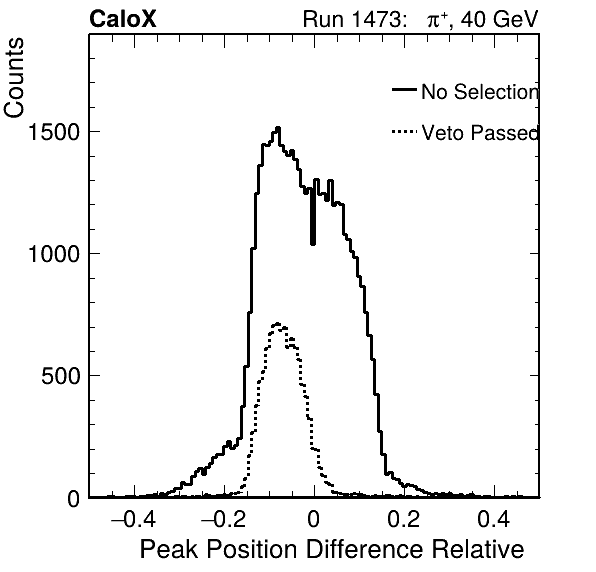 CaloX Run 1473: π⁺, 40 GeV
Counts
No Selection
Veto Passed
1500
1000
500
0
−0.4 −0.2 0 0.2 0.4
Peak Position Difference Relative